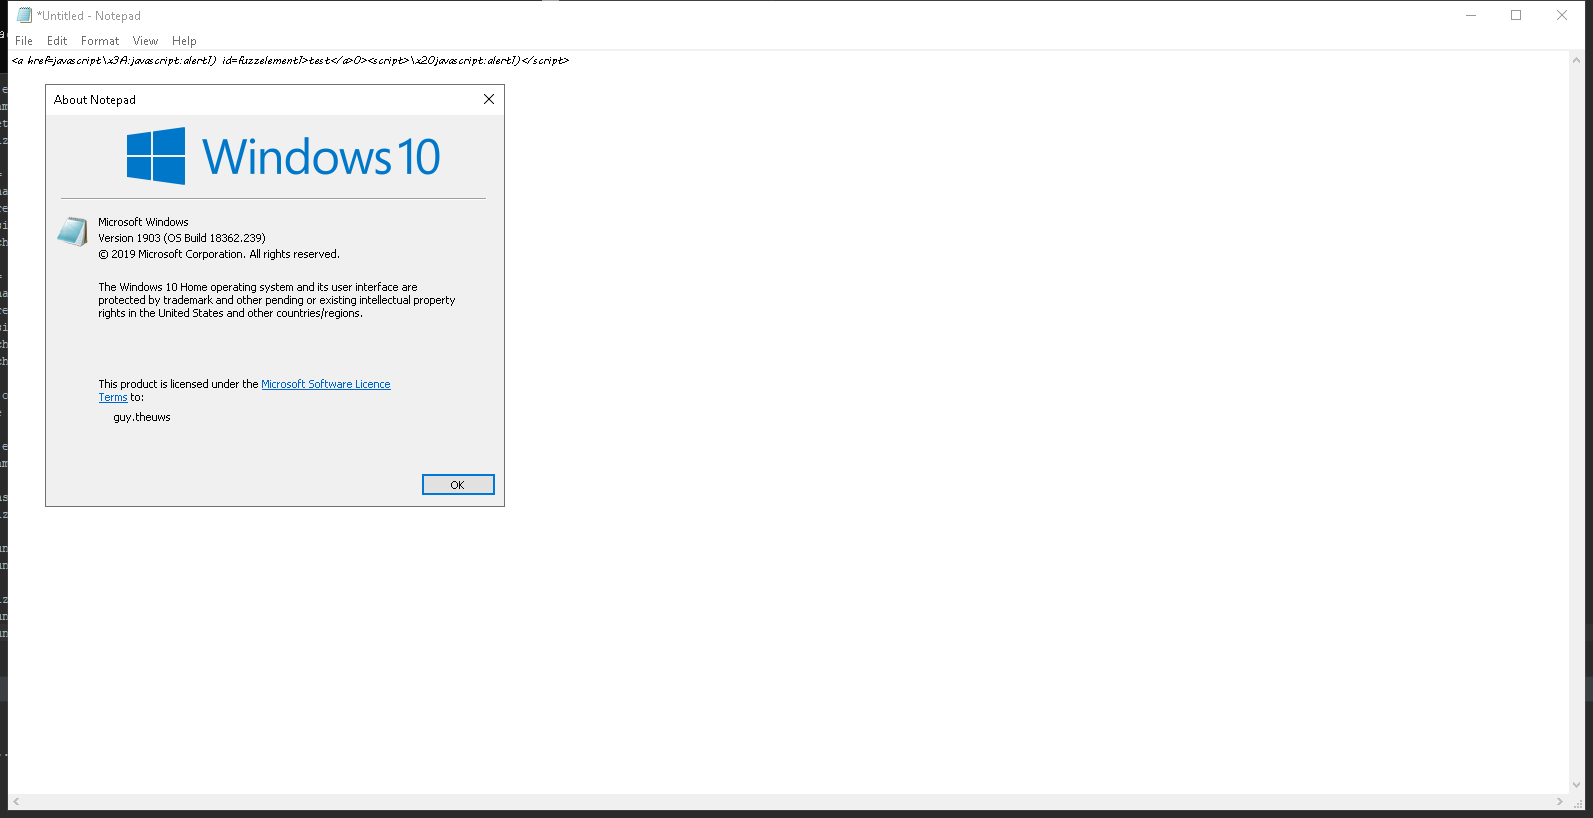 *Untitled - Notepad
File Edit Format View Help
<a href=javascript\x3A:javascript:alert1) id=fuzzelement1>test</a>0><script>\x20javascript:alert1)</script>
About Notepad
Windows 10
Microsoft Windows
Version 1903 (OS Build 18362.239)
© 2019 Microsoft Corporation. All rights reserved.
The Windows 10 Home operating system and its user interface are
protected by trademark and other pending or existing intellectual property
rights in the United States and other countries/regions.
This product is licensed under the Microsoft Software Licence
Terms to:
guy.theuws
OK